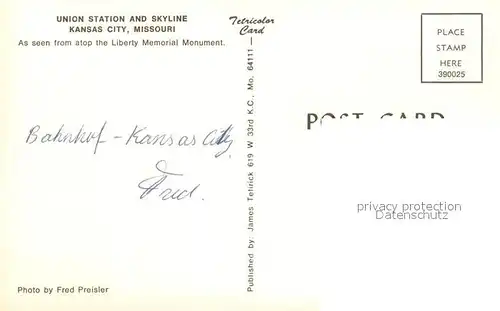 UNION STATION AND SKYLINE
KANSAS CITY, MISSOURI
As seen from atop the Liberty Memorial Monument.
Tetricolor
Card
PLACE
STAMP
HERE
390025
POST CARD
Bahnhof - Kansas City
Fred.
Published by: James Tetirick 619 W 33rd K.C., Mo. 64111—
privacy protection
Datenschutz
Photo by Fred Preisler